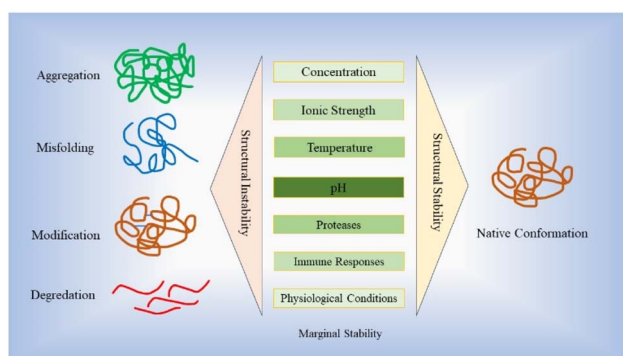 Aggregation
Misfolding
Modification
Degredation
Structural Instability
Concentration
Ionic Strength
Temperature
pH
Proteases
Immune Responses
Physiological Conditions
Marginal Stability
Structural Stability
Native Conformation